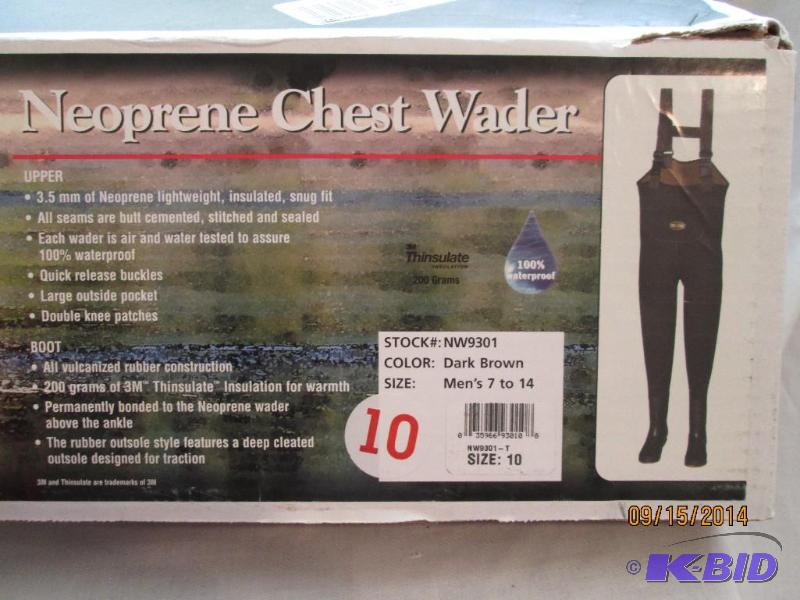 Neoprene Chest Wader
UPPER
• 3.5 mm of Neoprene lightweight, insulated, snug fit
• All seams are butt cemented, stitched and sealed
• Each wader is air and water tested to assure
100% waterproof
• Quick release buckles
• Large outside pocket
• Double knee patches
3M
Thinsulate
INSULATION
200 Grams
100%
waterproof
BOOT
• All vulcanized rubber construction
• 200 grams of 3M™ Thinsulate™ Insulation for warmth
• Permanently bonded to the Neoprene wader
above the ankle
• The rubber outsole style features a deep cleated
outsole designed for traction
3M and Thinsulate are trademarks of 3M
10
STOCK#: NW9301
COLOR: Dark Brown
SIZE: Men's 7 to 14
0 35966 93010 6
NW9301-T
SIZE: 10
09/15/2014
© K-BID